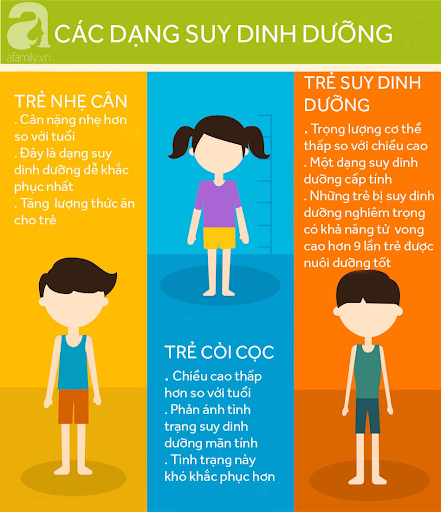 a
afamily.vn
CÁC DẠNG SUY DINH DƯỠNG
TRẺ NHẸ CÂN
. Cân nặng nhẹ hơn
so với tuổi
. Đây là dạng suy
dinh dưỡng dễ khắc
phục nhất
. Tăng lượng thức ăn
cho trẻ
TRẺ CÒI CỌC
. Chiều cao thấp
hơn so với tuổi
. Phản ánh tình
trạng suy dinh
dưỡng mãn tính
. Tình trạng này
khó khắc phục hơn
TRẺ SUY DINH
DƯỠNG
. Trọng lượng cơ thể
thấp so với chiều cao
. Một dạng suy dinh
dưỡng cấp tính
. Những trẻ bị suy dinh
dưỡng nghiêm trọng
có khả năng tử vong
cao hơn 9 lần trẻ được
nuôi dưỡng tốt